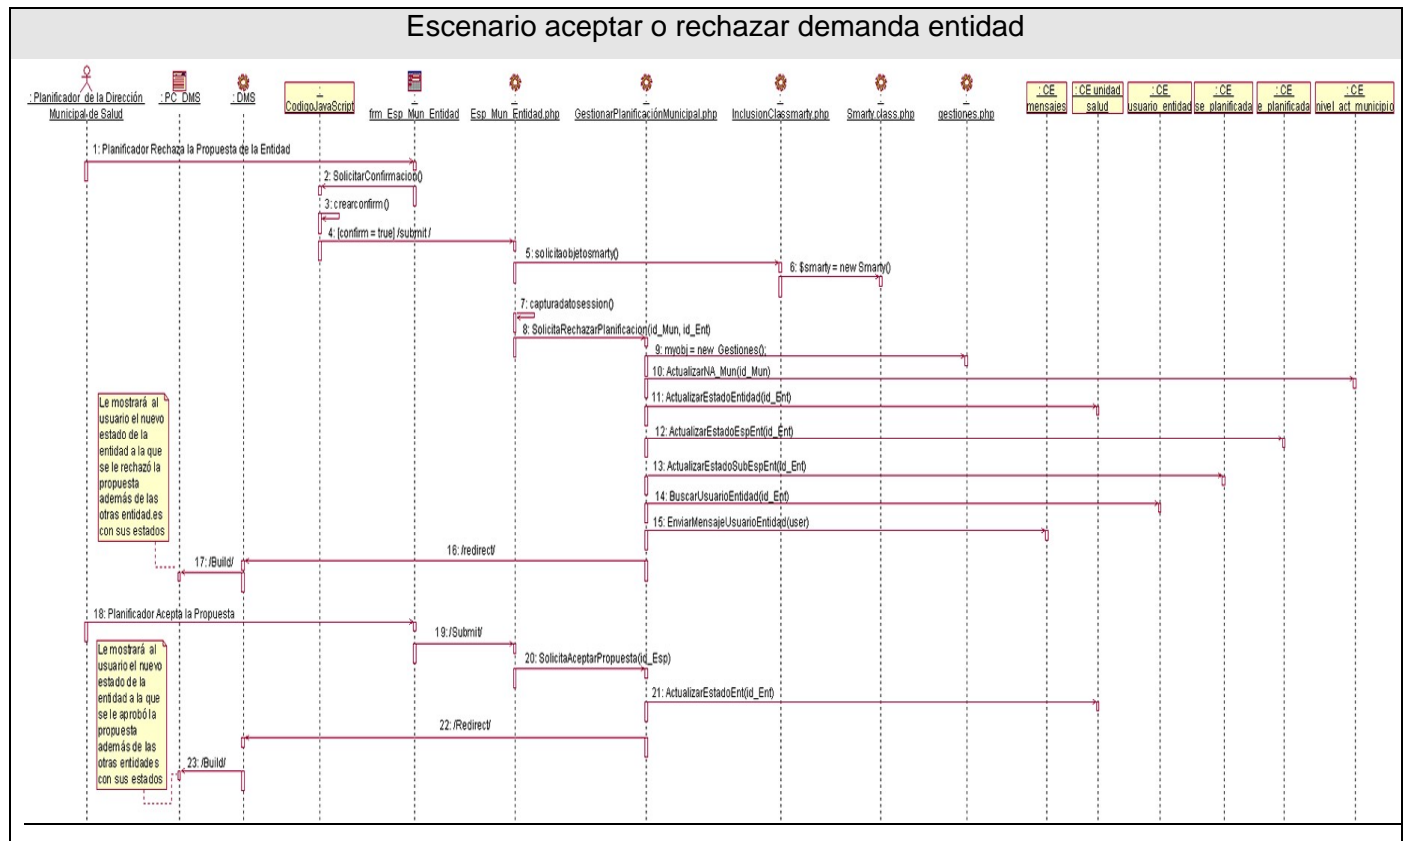 Escenario aceptar o rechazar demanda entidad
: Planificador de la Dirección
Municipal de Salud
: PC_DMS
: DMS
:
CodigoJavaScript
:
frm_Esp_Mun_Entidad
:
Esp_Mun_Entidad.php
:
GestionarPlanificaciónMunicipal.php
:
InclusionClassmarty.php
:
Smarty.class.php
:
gestiones.php
: CE
mensajes
: CE unidad
salud
: CE
usuario_entidad
: CE
se_planificada
: CE
e_planificada
: CE
nivel_act_municipio
1: Planificador Rechaza la Propuesta de la Entidad
2: SolicitarConfirmacion()
3: crearconfirm()
4: [confirm = true] /submit /
5: solicitaobjetosmarty()
6: $smarty = new Smarty()
7: capturadatosession()
8: SolicitaRechazarPlanificacion(id_Mun, id_Ent)
9: myobj = new Gestiones();
10: ActualizarNA_Mun(id_Mun)
11: ActualizarEstadoEntidad(id_Ent)
12: ActualizarEstadoEspEnt(id_Ent)
13: ActualizarEstadoSubEspEnt(id_Ent)
14: BuscarUsuarioEntidad(id_Ent)
15: EnviarMensajeUsuarioEntidad(user)
16: /redirect/
17: /Build/
Le mostrará al
usuario el nuevo
estado de la
entidad a la que
se le rechazó la
propuesta
además de las
otras entidad.es
con sus estados
18: Planificador Acepta la Propuesta
19: /Submit/
20: SolicitaAceptarPropuesta(id_Esp)
21: ActualizarEstadoEnt(id_Ent)
22: /Redirect/
23: /Build/
Le mostrará al
usuario el nuevo
estado de la
entidad a la que
se le aprobó la
propuesta
además de las
otras entidades
con sus estados